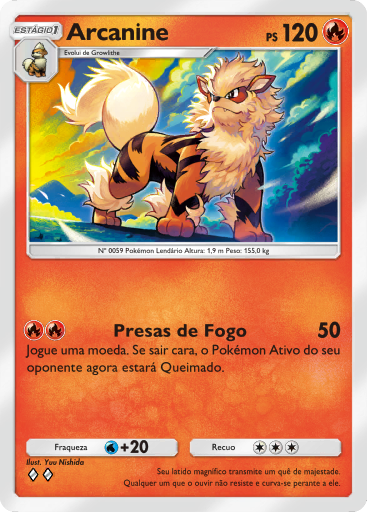 ESTÁGIO 1
Arcanine
PS 120
Evolui de Growlithe
Nº 0059 Pokémon Lendário Altura: 1,9 m Peso: 155,0 kg
Presas de Fogo 50
Jogue uma moeda. Se sair cara, o Pokémon Ativo do seu
oponente agora estará Queimado.
Fraqueza +20
Recuo
Ilust. Yuu Nishida
Seu latido magnífico transmite um quê de majestade.
Qualquer um que o ouvir não resiste e curva-se perante a ele.